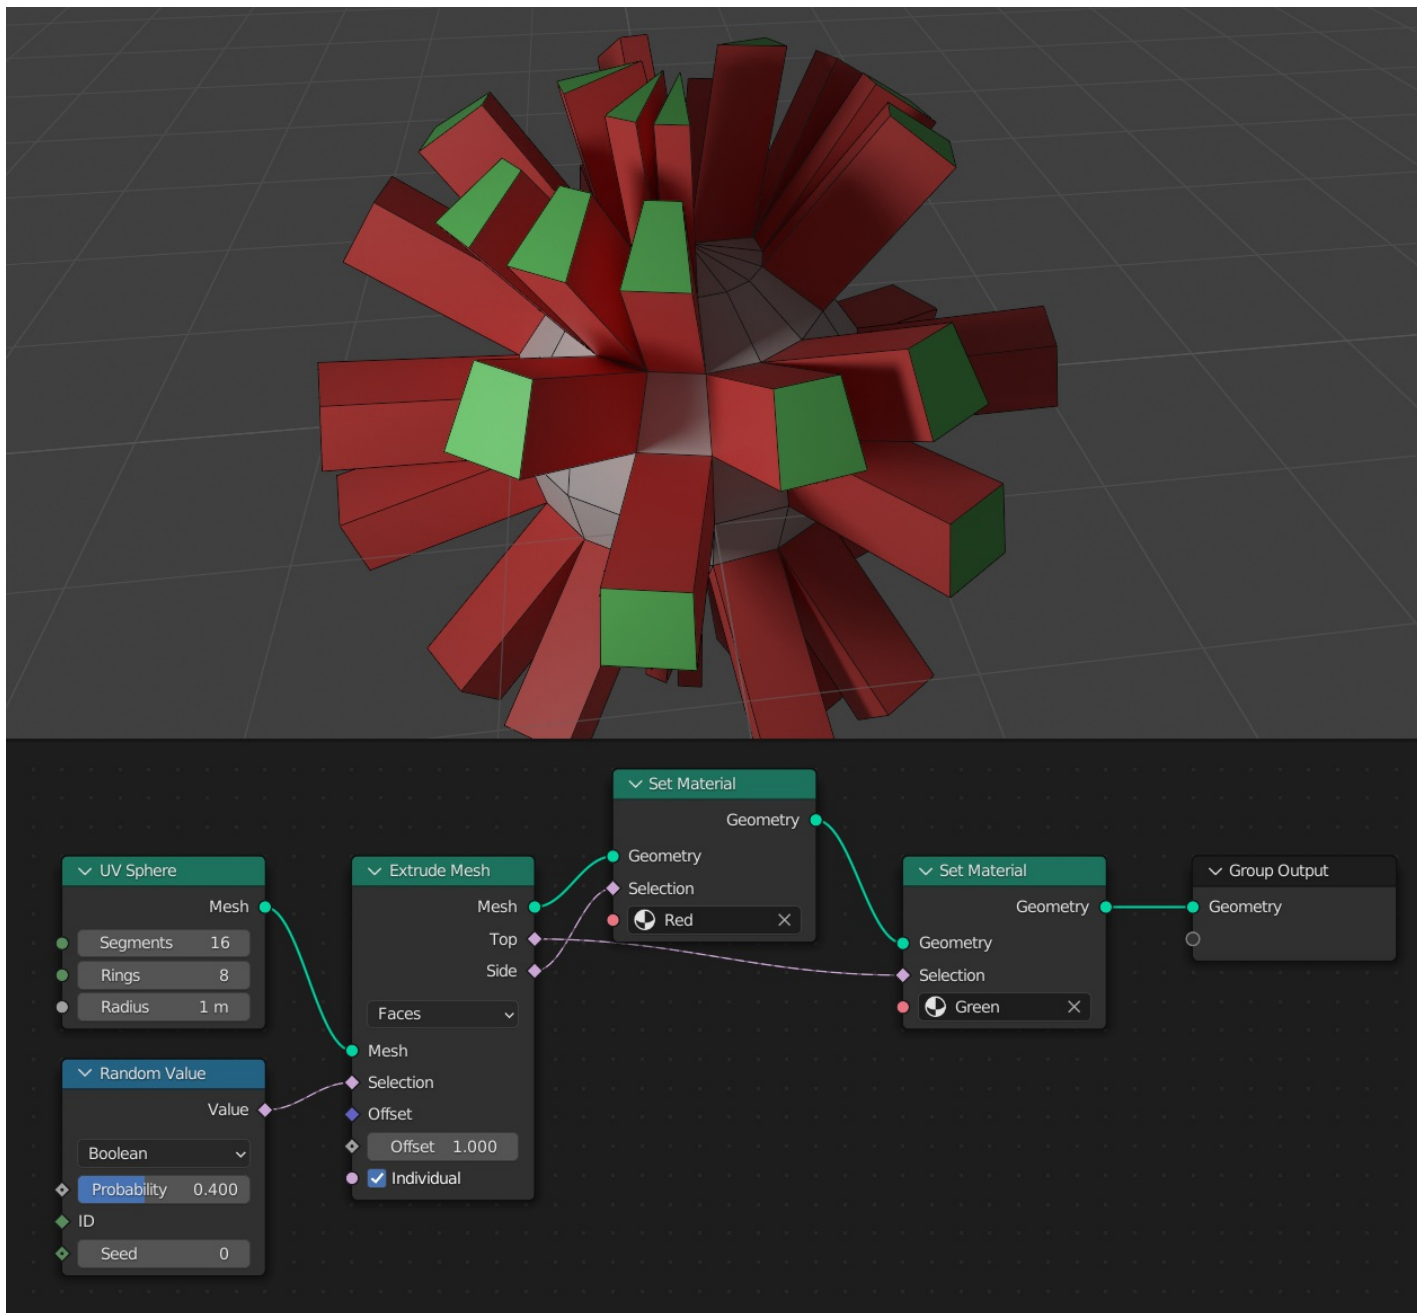 Set Material
Geometry
Geometry
Selection
Red
UV Sphere
Mesh
Segments 16
Rings 8
Radius 1 m
Extrude Mesh
Mesh
Top
Side
Faces
Mesh
Selection
Offset
Offset 1.000
Individual
Set Material
Geometry
Geometry
Selection
Green
Group Output
Geometry
Random Value
Value
Boolean
Probability 0.400
ID
Seed 0